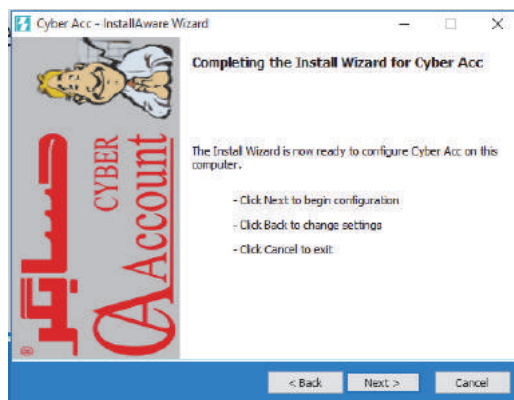 Cyber Acc - InstallAware Wizard
Completing the Install Wizard for Cyber Acc
The Install Wizard is now ready to configure Cyber Acc on this
computer.
- Click Next to begin configuration
- Click Back to change settings
- Click Cancel to exit
CYBER
Account
®
< Back
Next >
Cancel